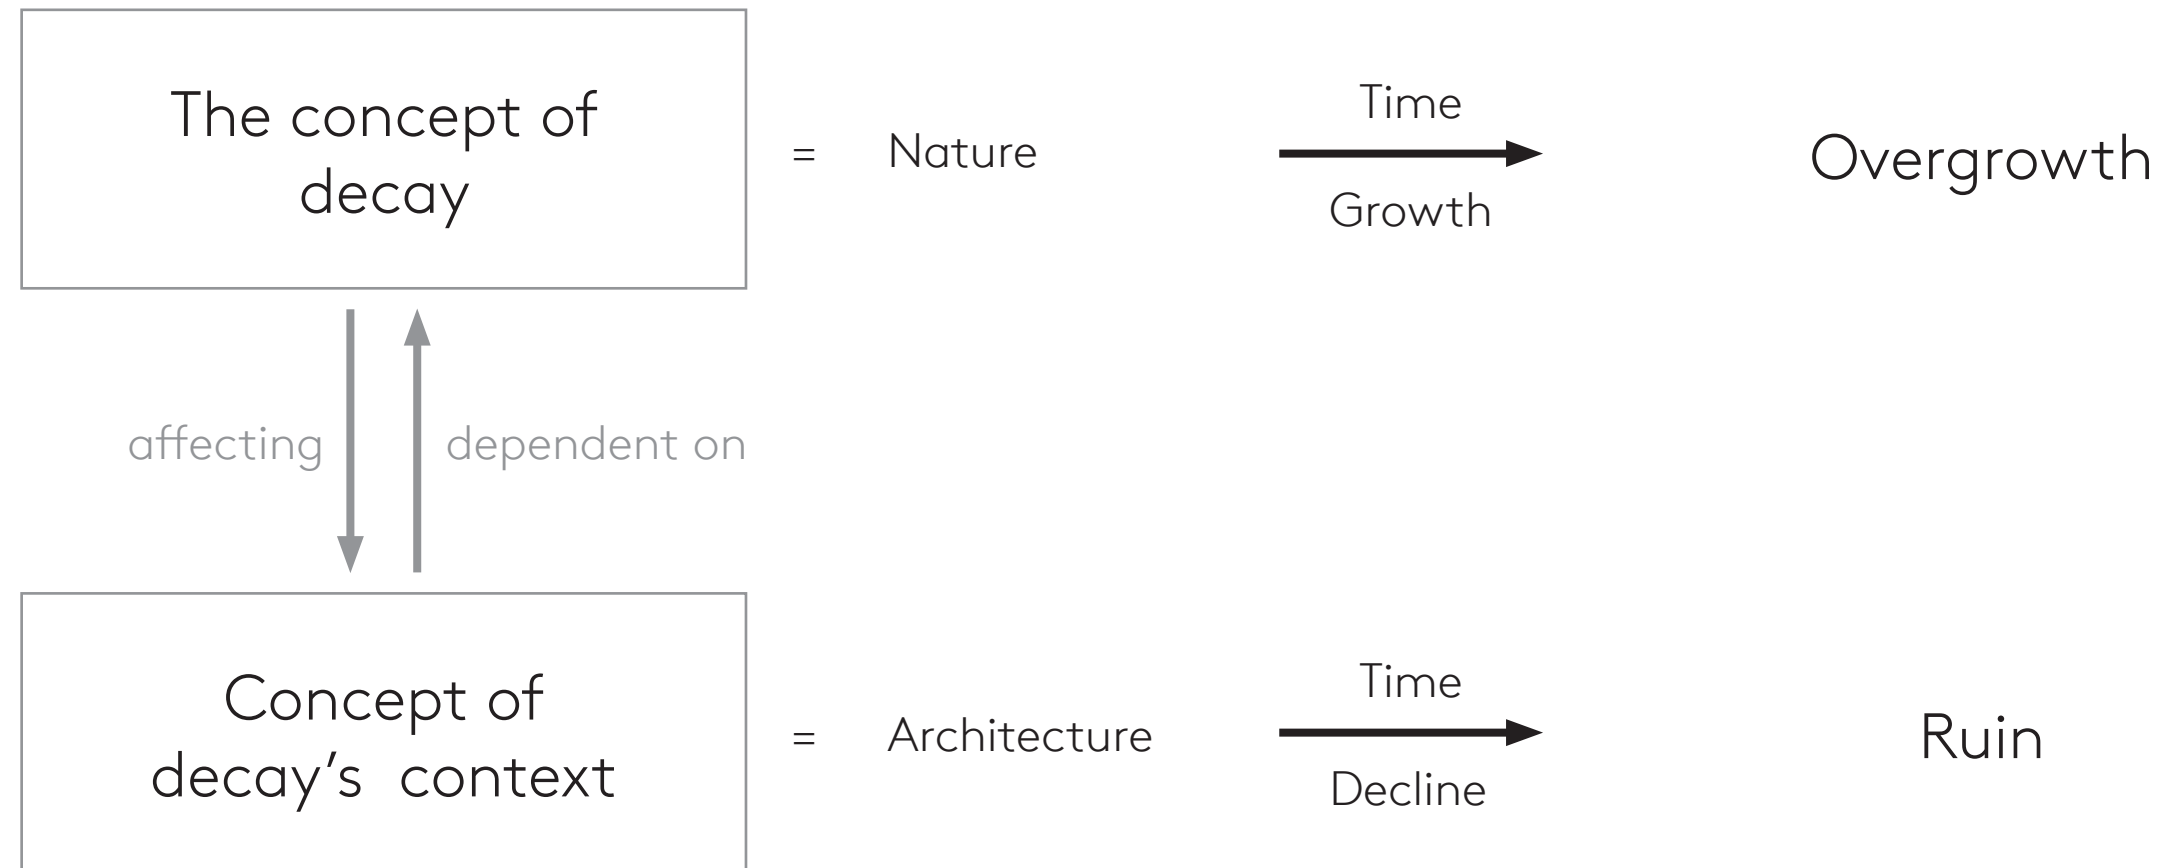 The concept of
decay
= Nature
Time
Growth
Overgrowth
affecting
dependent on
Concept of
decay’s context
= Architecture
Time
Decline
Ruin